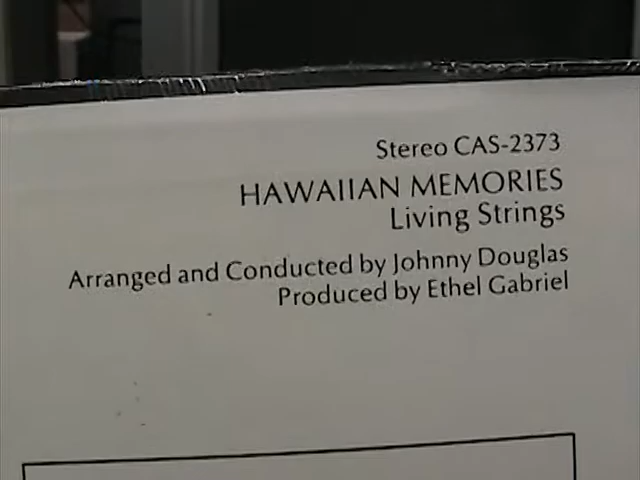 Stereo CAS-2373
HAWAIIAN MEMORIES
Living Strings
Arranged and Conducted by Johnny Douglas
Produced by Ethel Gabriel